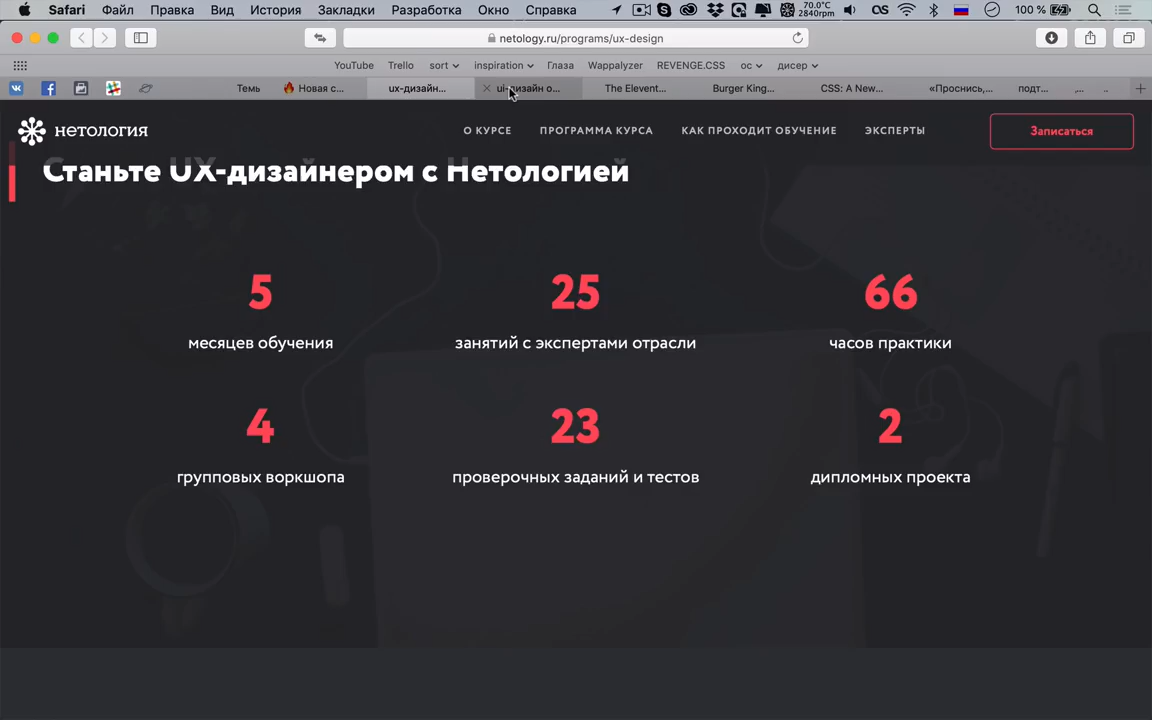 Safari Файл Правка Вид История Закладки Разработка Окно Справка 70.0°C 2840rpm 100 %
netology.ru/programs/ux-design
YouTube Trello sort inspiration Глаза Wappalyzer REVENGE.CSS ос дисер
Темь 🔥 Новая с... ux-дизайн... ui-дизайн о... The Elevent... Burger King... CSS: A New... «Проснись,... подт... ,... ..
нетология О КУРСЕ ПРОГРАММА КУРСА КАК ПРОХОДИТ ОБУЧЕНИЕ ЭКСПЕРТЫ Записаться
Станьте UX-дизайнером с Нетологией
5 25 66
месяцев обучения занятий с экспертами отрасли часов практики
4 23 2
групповых воркшопа проверочных заданий и тестов дипломных проекта